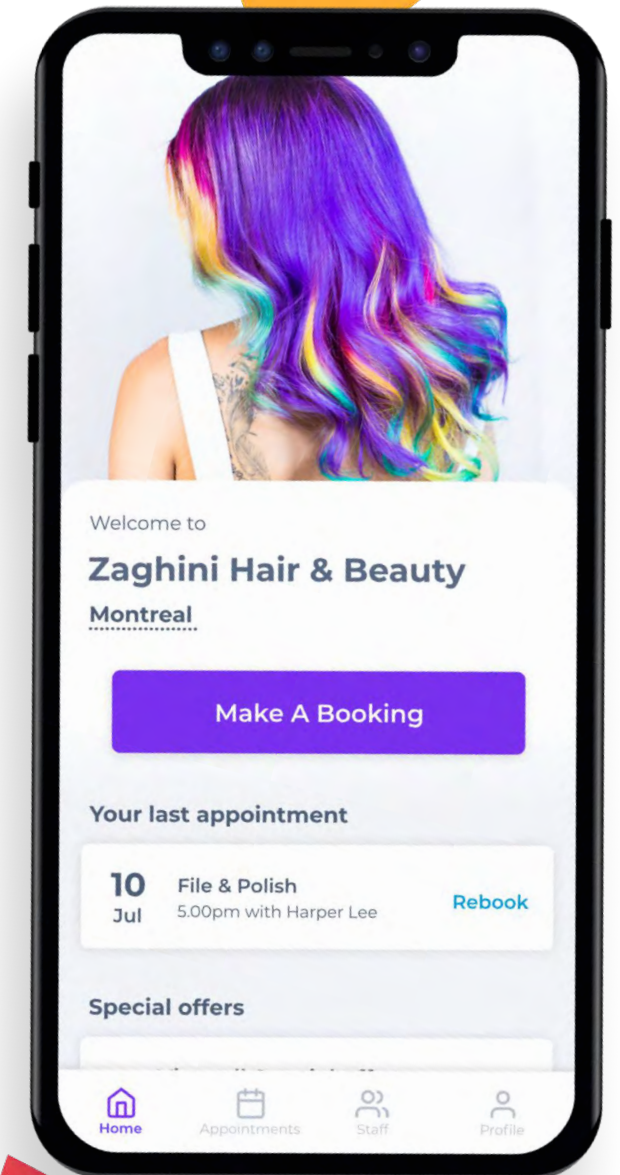 Welcome to
Zaghini Hair & Beauty
Montreal
Make A Booking
Your last appointment
10
Jul
File & Polish
5.00pm with Harper Lee
Rebook
Special offers
Home
Appointments
Staff
Profile